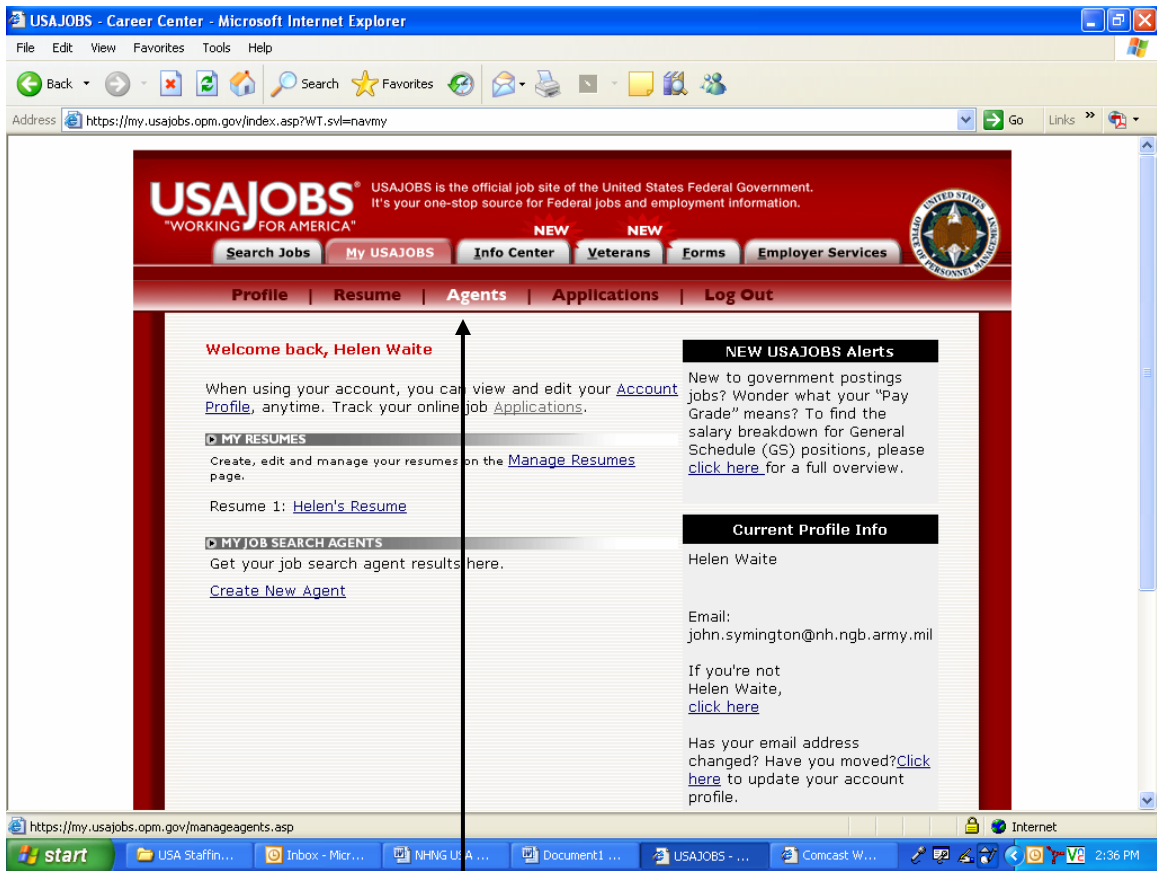 USAJOBS - Career Center - Microsoft Internet Explorer
File Edit View Favorites Tools Help
Back Search Favorites
Address https://my.usajobs.opm.gov/index.asp?WT.svl=navmy Go Links »
USAJOBS®
"WORKING FOR AMERICA"
USAJOBS is the official job site of the United States Federal Government.
It's your one-stop source for Federal jobs and employment information.
NEW NEW
Search Jobs My USAJOBS Info Center Veterans Forms Employer Services
UNITED STATES OFFICE OF PERSONNEL MANAGEMENT
Profile | Resume | Agents | Applications | Log Out
Welcome back, Helen Waite
When using your account, you can view and edit your Account
Profile, anytime. Track your online job Applications.
MY RESUMES
Create, edit and manage your resumes on the Manage Resumes
page.
Resume 1: Helen's Resume
MY JOB SEARCH AGENTS
Get your job search agent results here.
Create New Agent
NEW USAJOBS Alerts
New to government postings
jobs? Wonder what your "Pay
Grade" means? To find the
salary breakdown for General
Schedule (GS) positions, please
click here for a full overview.
Current Profile Info
Helen Waite
Email:
john.symington@nh.ngb.army.mil
If you're not
Helen Waite,
click here
Has your email address
changed? Have you moved?Click
here to update your account
profile.
https://my.usajobs.opm.gov/manageagents.asp Internet
start USA Staffin... Inbox - Micr... NHNG USA ... Document1 ... USAJOBS - ... Comcast W... 2:36 PM